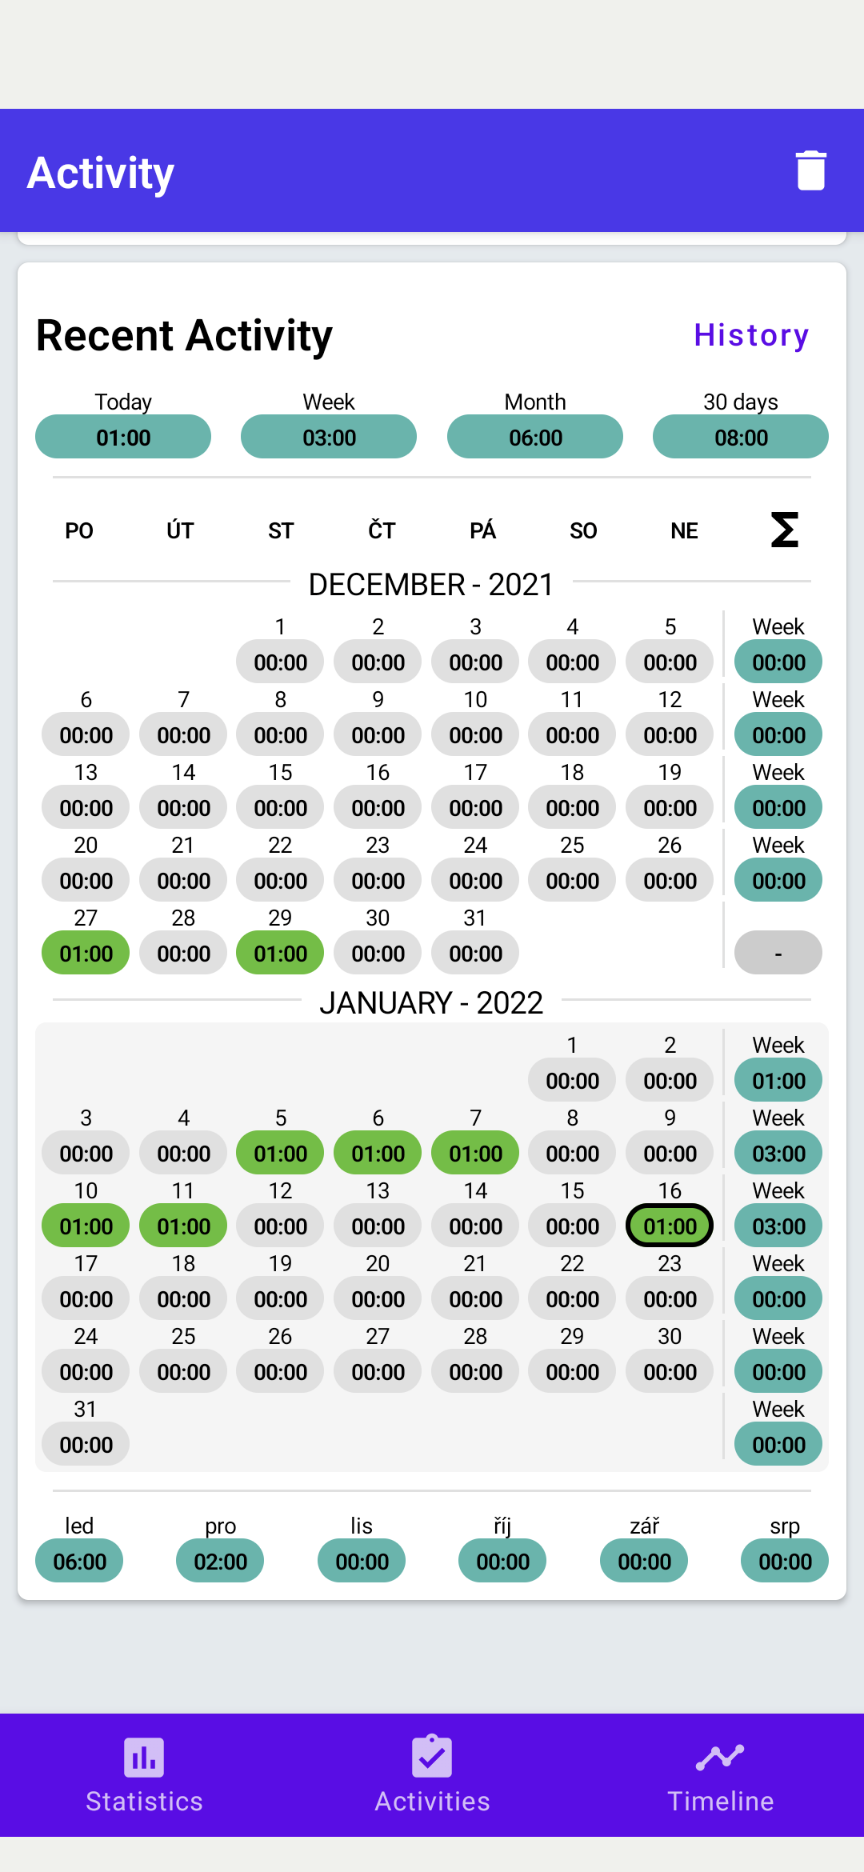 Activity
Recent Activity History
Today Week Month 30 days
01:00 03:00 06:00 08:00
PO ÚT ST ČT PÁ SO NE Σ
DECEMBER - 2021
1 2 3 4 5 Week
00:00 00:00 00:00 00:00 00:00 00:00
6 7 8 9 10 11 12 Week
00:00 00:00 00:00 00:00 00:00 00:00 00:00 00:00
13 14 15 16 17 18 19 Week
00:00 00:00 00:00 00:00 00:00 00:00 00:00 00:00
20 21 22 23 24 25 26 Week
00:00 00:00 00:00 00:00 00:00 00:00 00:00 00:00
27 28 29 30 31
01:00 00:00 01:00 00:00 00:00 -
JANUARY - 2022
1 2 Week
00:00 00:00 01:00
3 4 5 6 7 8 9 Week
00:00 00:00 01:00 01:00 01:00 00:00 00:00 03:00
10 11 12 13 14 15 16 Week
01:00 01:00 00:00 00:00 00:00 00:00 01:00 03:00
17 18 19 20 21 22 23 Week
00:00 00:00 00:00 00:00 00:00 00:00 00:00 00:00
24 25 26 27 28 29 30 Week
00:00 00:00 00:00 00:00 00:00 00:00 00:00 00:00
31 Week
00:00 00:00
led pro lis říj zář srp
06:00 02:00 00:00 00:00 00:00 00:00
Statistics Activities Timeline